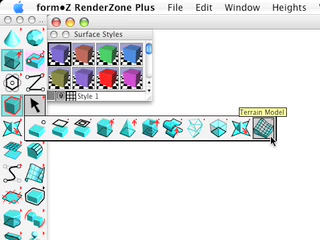 form•Z RenderZone Plus File Edit Window Heights
Surface Styles
Style 1
Terrain Model